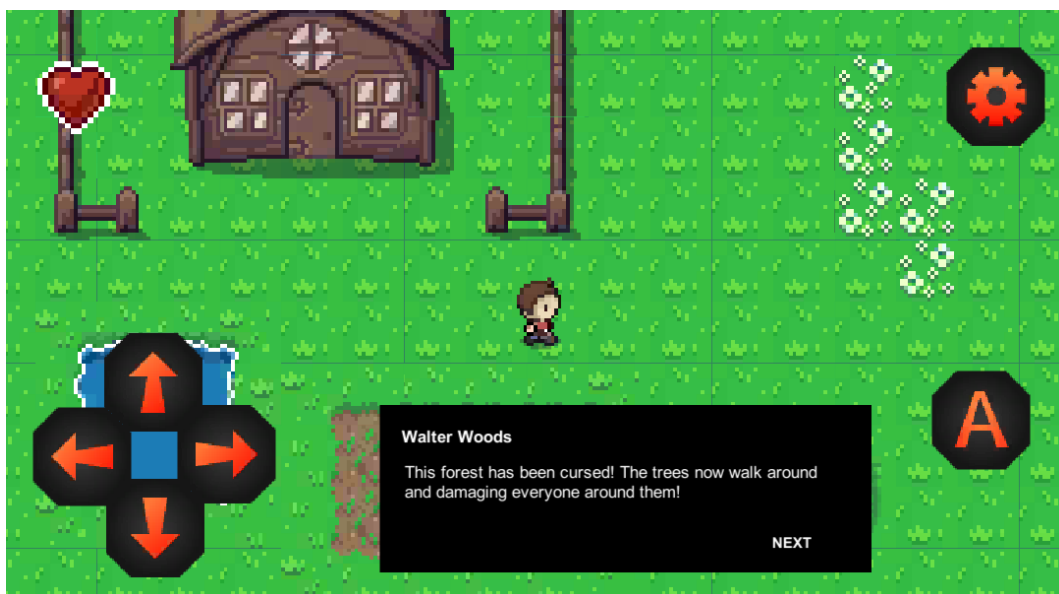 Walter Woods
This forest has been cursed! The trees now walk around
and damaging everyone around them!
A
NEXT